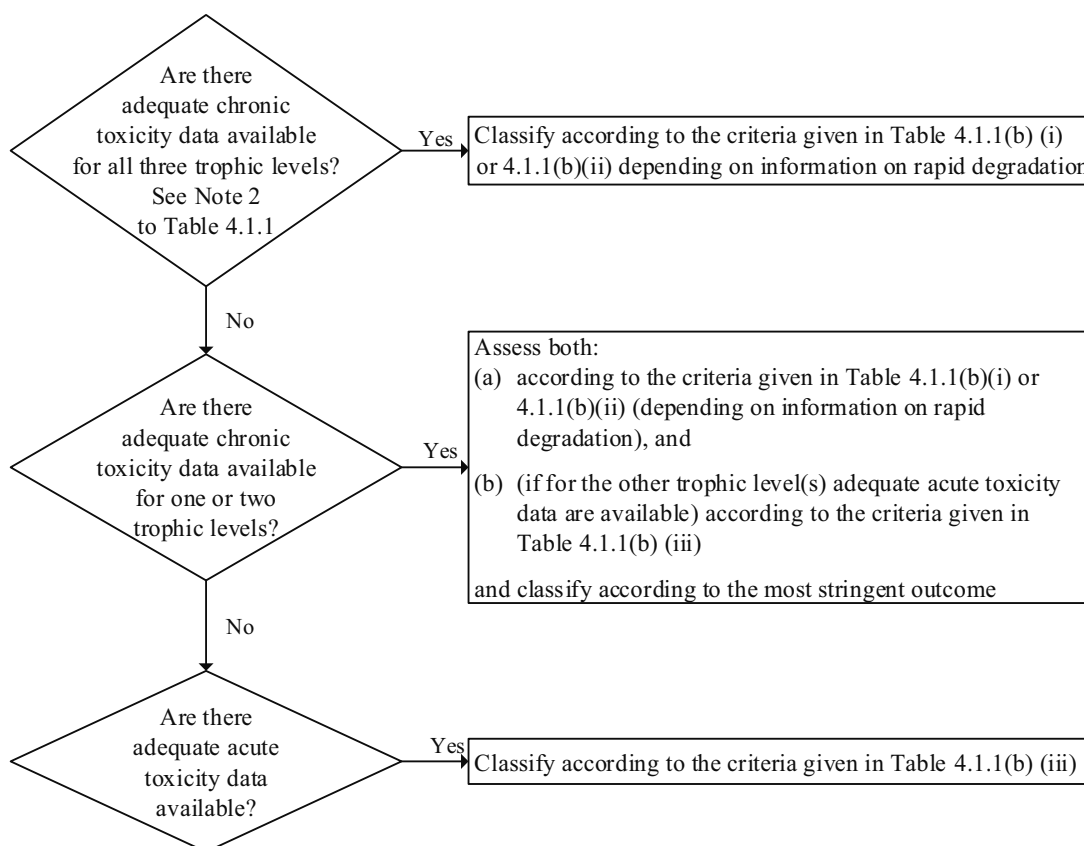 Are there
adequate chronic
toxicity data available
for all three trophic levels?
See Note 2
to Table 4.1.1
Yes
Classify according to the criteria given in Table 4.1.1(b) (i)
or 4.1.1(b)(ii) depending on information on rapid degradation
No
Are there
adequate chronic
toxicity data available
for one or two
trophic levels?
Yes
Assess both:
(a) according to the criteria given in Table 4.1.1(b)(i) or
4.1.1(b)(ii) (depending on information on rapid
degradation), and
(b) (if for the other trophic level(s) adequate acute toxicity
data are available) according to the criteria given in
Table 4.1.1(b) (iii)
and classify according to the most stringent outcome
No
Are there
adequate acute
toxicity data
available?
Yes
Classify according to the criteria given in Table 4.1.1(b) (iii)